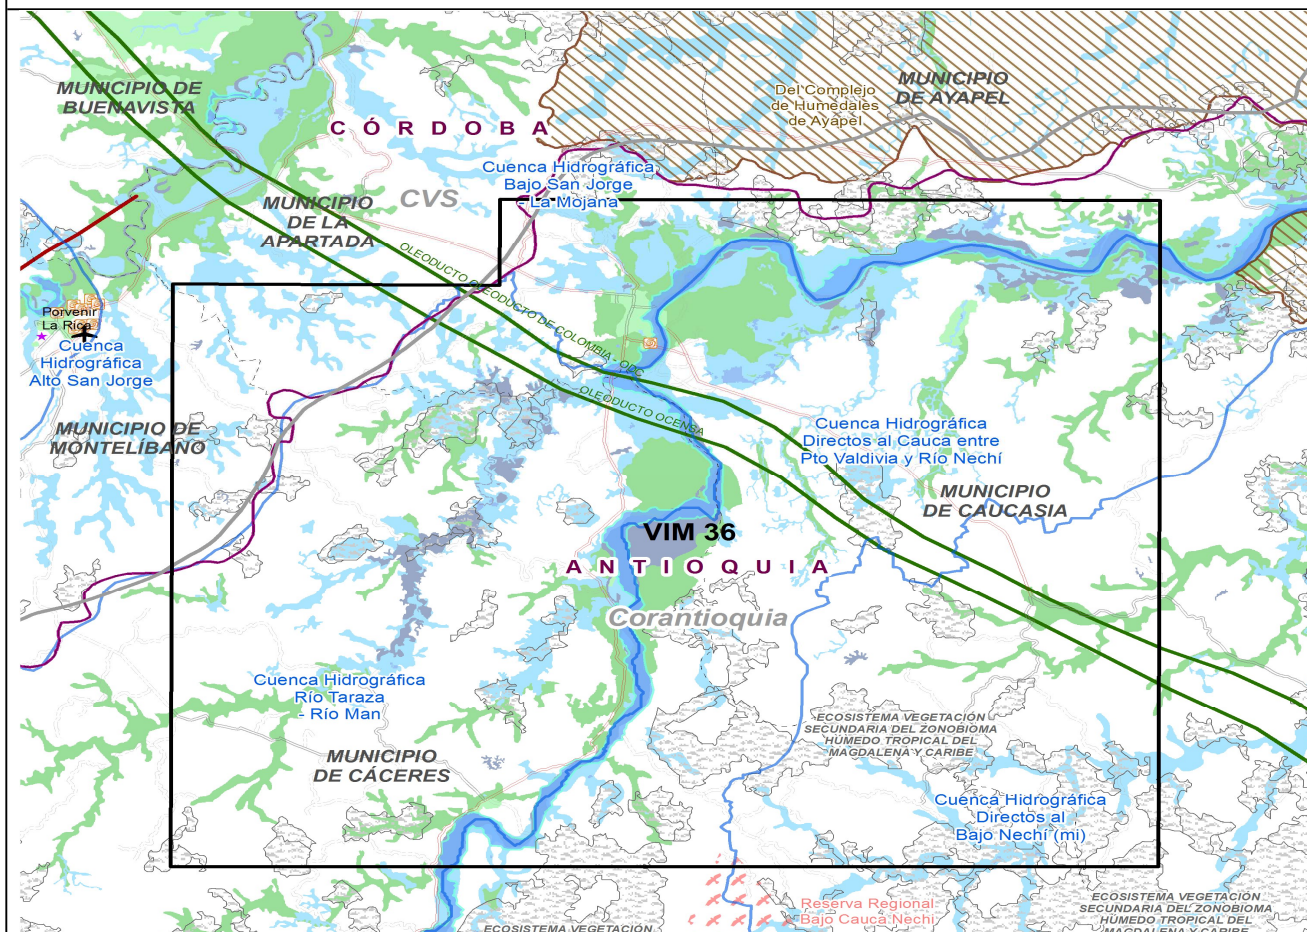 MUNICIPIO DE
BUENAVISTA
MUNICIPIO
DE AYAPEL
Del Complejo
de Humedales
de Ayapel
CÓRDOBA
Cuenca Hidrográfica
Bajo San Jorge
- La Mojana
CVS
MUNICIPIO
DE LA
APARTADA
OLEODUCTO OLEODUCTO DE COLOMBIA - ODC
Porvenir
La Rica
Cuenca
Hidrográfica
Alto San Jorge
OLEODUCTO OCENSA
MUNICIPIO DE
MONTELÍBANO
Cuenca Hidrográfica
Directos al Cauca entre
Pto Valdivia y Río Nechí
MUNICIPIO
DE CAUCASIA
VIM 36
ANTIOQUIA
Corantioquia
Cuenca Hidrográfica
Río Taraza
- Río Man
ECOSISTEMA VEGETACIÓN
SECUNDARIA DEL ZONOBIOMA
HÚMEDO TROPICAL DEL
MAGDALENA Y CARIBE
MUNICIPIO
DE CÁCERES
Cuenca Hidrográfica
Directos al
Bajo Nechí (mi)
Reserva Regional
Bajo Cauca Nechi
ECOSISTEMA VEGETACIÓN
SECUNDARIA DEL ZONOBIOMA
HÚMEDO TROPICAL DEL
MAGDALENA Y CARIBE
ECOSISTEMA VEGETACIÓN